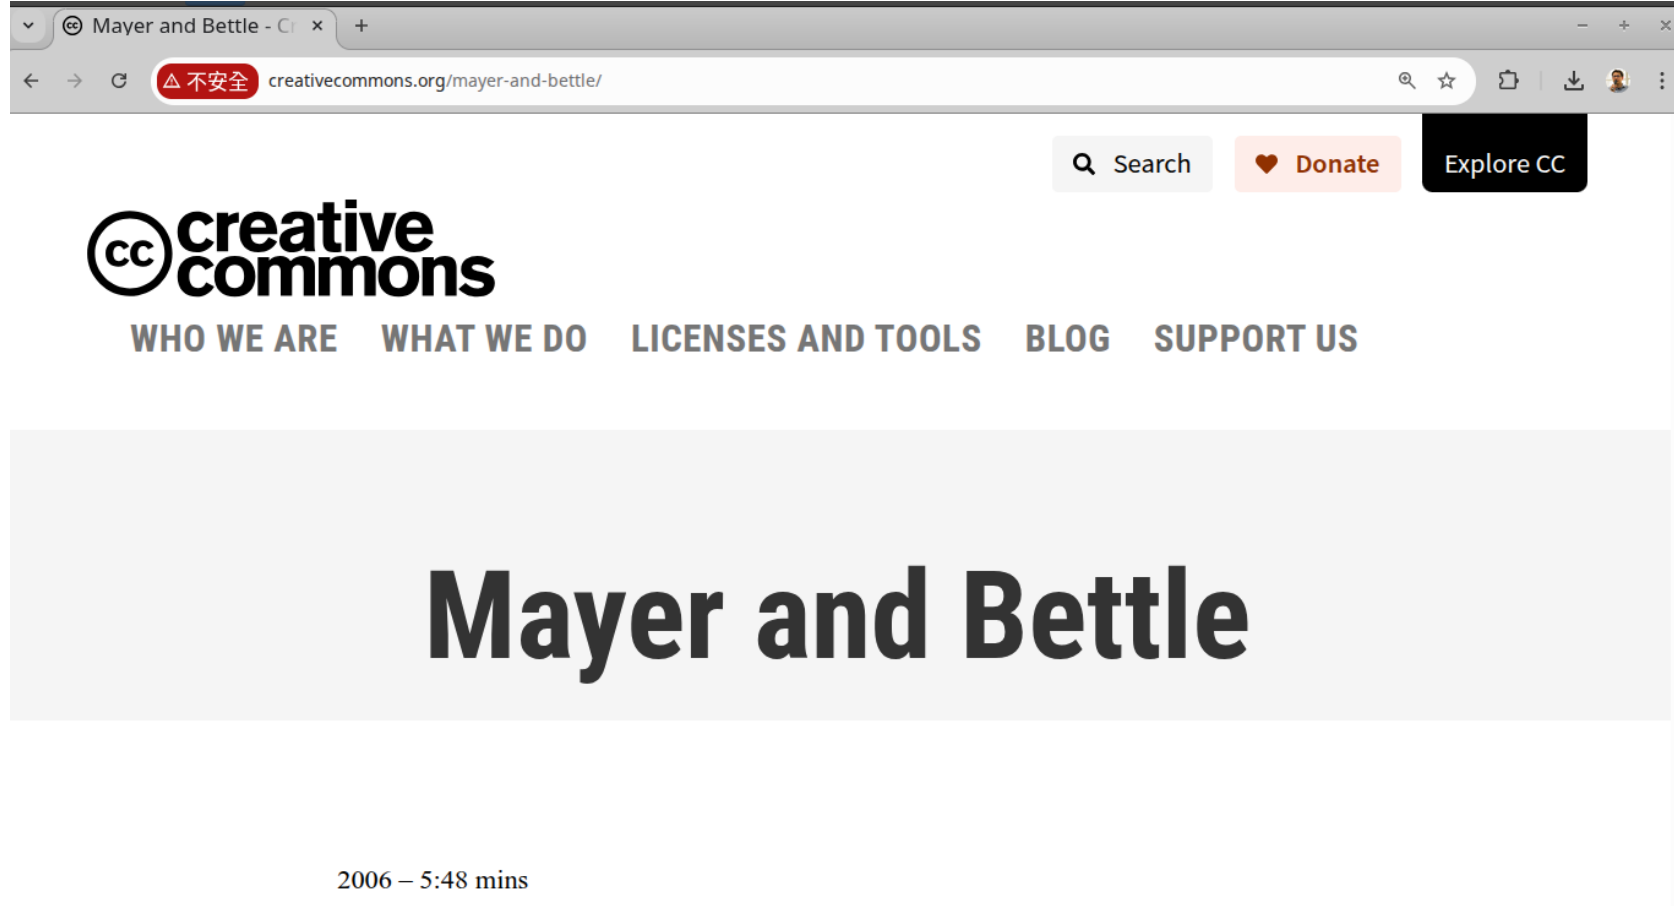 Mayer and Bettle - Cr
不安全 creativecommons.org/mayer-and-bettle/
Search Donate Explore CC
cc creative
commons
WHO WE ARE WHAT WE DO LICENSES AND TOOLS BLOG SUPPORT US
Mayer and Bettle
2006 – 5:48 mins